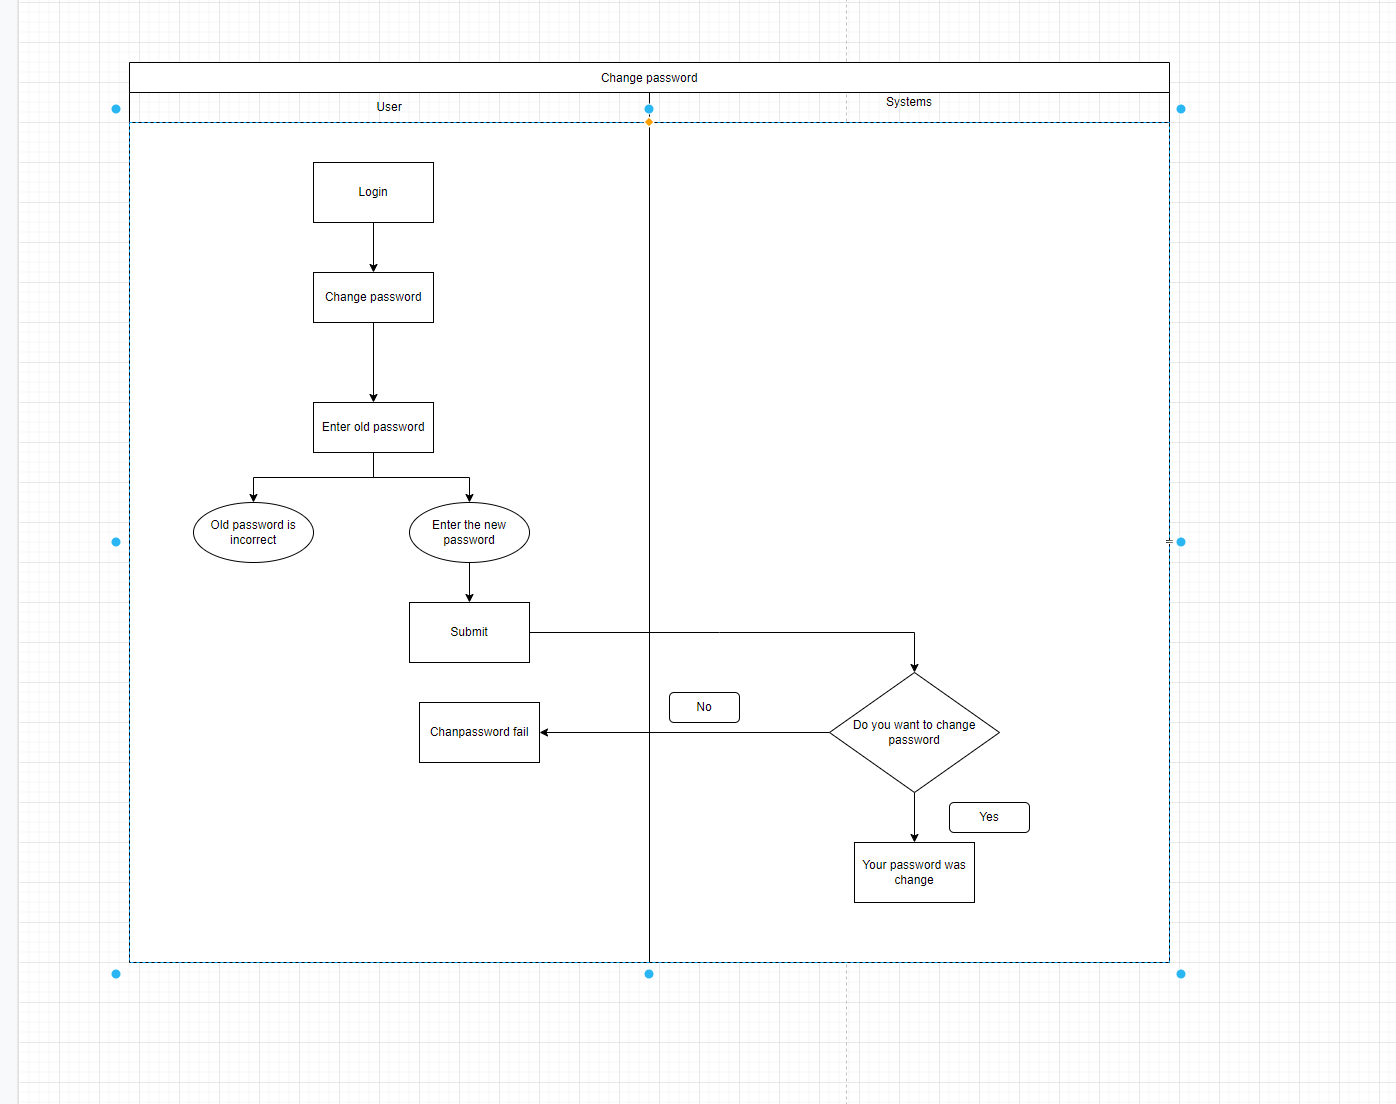 Change password
User
Systems
Login
Change password
Enter old password
Old password is
incorrect
Enter the new
password
Submit
No
Chanpassword fail
Do you want to change
password
Yes
Your password was
change